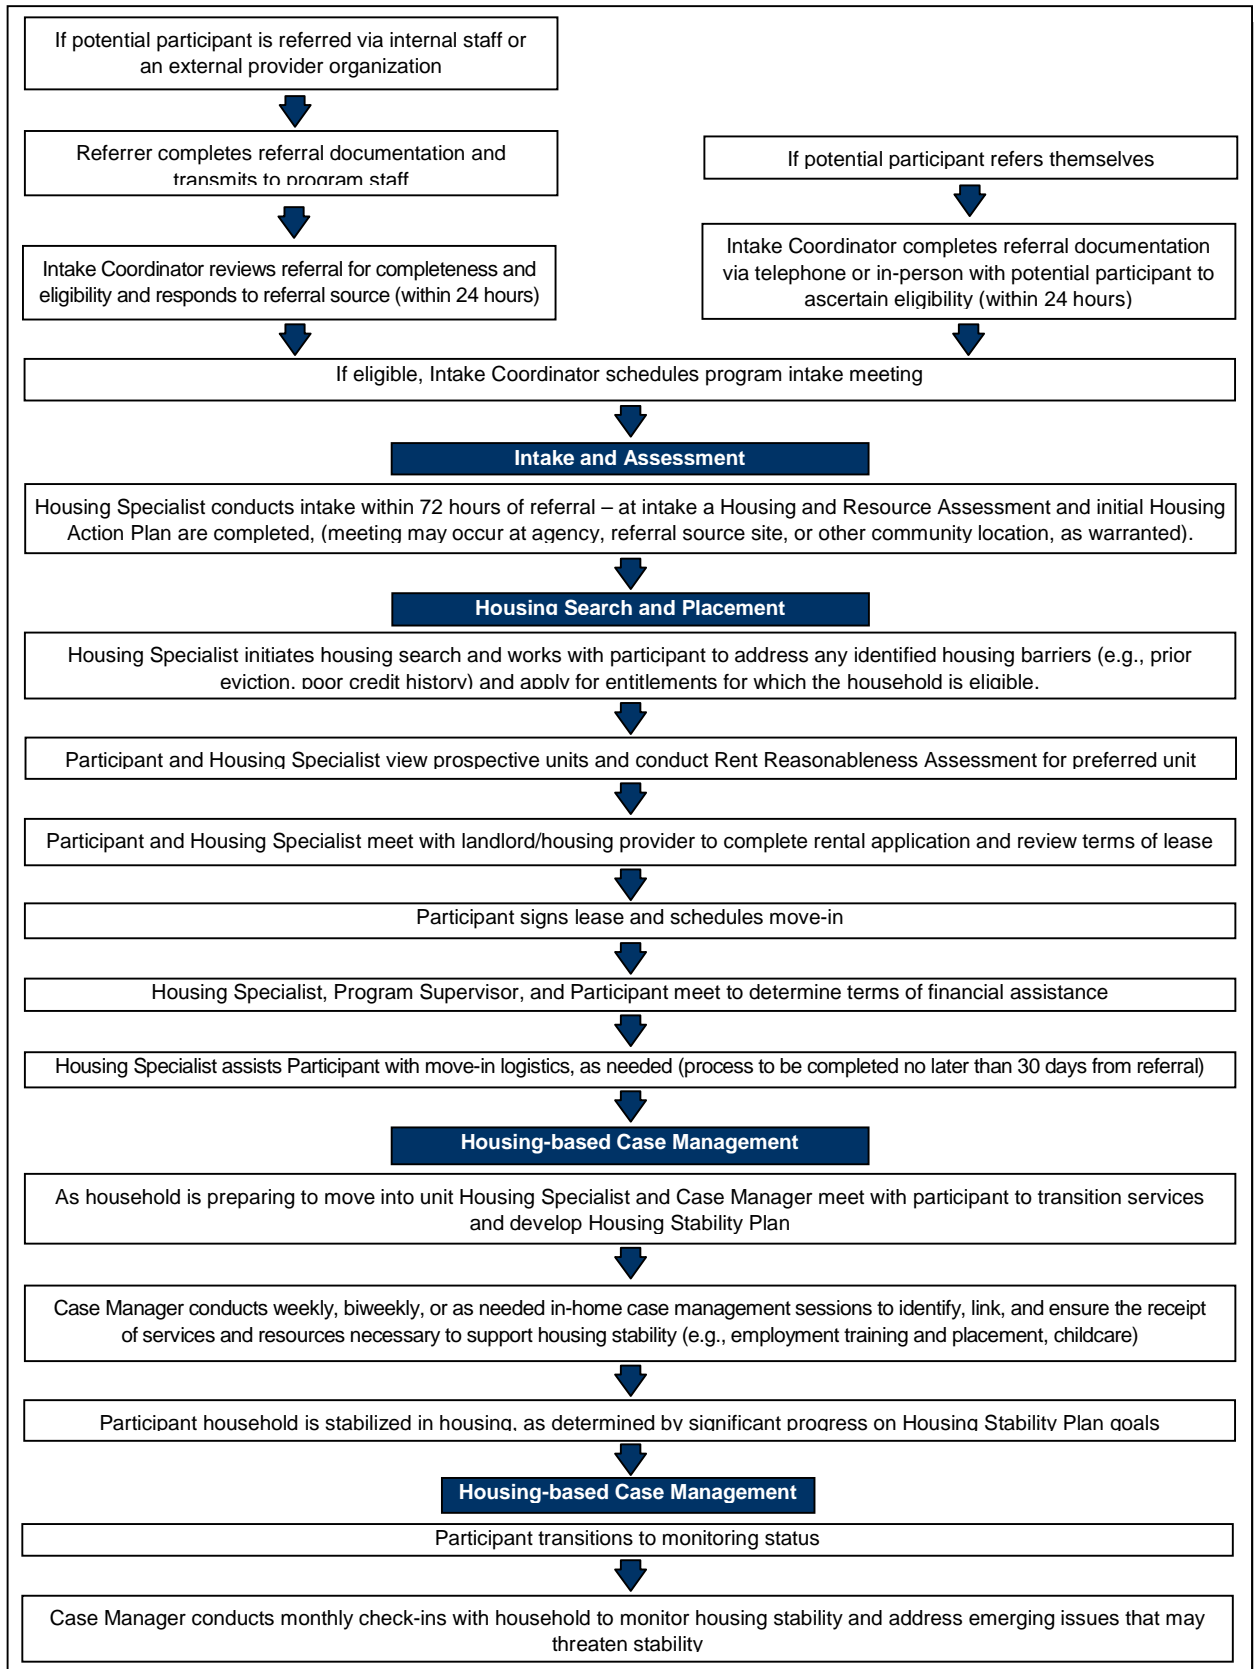 If potential participant is referred via internal staff or
an external provider organization
Referrer completes referral documentation and
transmits to program staff
If potential participant refers themselves
Intake Coordinator reviews referral for completeness and
eligibility and responds to referral source (within 24 hours)
Intake Coordinator completes referral documentation
via telephone or in-person with potential participant to
ascertain eligibility (within 24 hours)
If eligible, Intake Coordinator schedules program intake meeting
Intake and Assessment
Housing Specialist conducts intake within 72 hours of referral – at intake a Housing and Resource Assessment and initial Housing
Action Plan are completed, (meeting may occur at agency, referral source site, or other community location, as warranted).
Housing Search and Placement
Housing Specialist initiates housing search and works with participant to address any identified housing barriers (e.g., prior
eviction, poor credit history) and apply for entitlements for which the household is eligible.
Participant and Housing Specialist view prospective units and conduct Rent Reasonableness Assessment for preferred unit
Participant and Housing Specialist meet with landlord/housing provider to complete rental application and review terms of lease
Participant signs lease and schedules move-in
Housing Specialist, Program Supervisor, and Participant meet to determine terms of financial assistance
Housing Specialist assists Participant with move-in logistics, as needed (process to be completed no later than 30 days from referral)
Housing-based Case Management
As household is preparing to move into unit Housing Specialist and Case Manager meet with participant to transition services
and develop Housing Stability Plan
Case Manager conducts weekly, biweekly, or as needed in-home case management sessions to identify, link, and ensure the receipt
of services and resources necessary to support housing stability (e.g., employment training and placement, childcare)
Participant household is stabilized in housing, as determined by significant progress on Housing Stability Plan goals
Housing-based Case Management
Participant transitions to monitoring status
Case Manager conducts monthly check-ins with household to monitor housing stability and address emerging issues that may
threaten stability